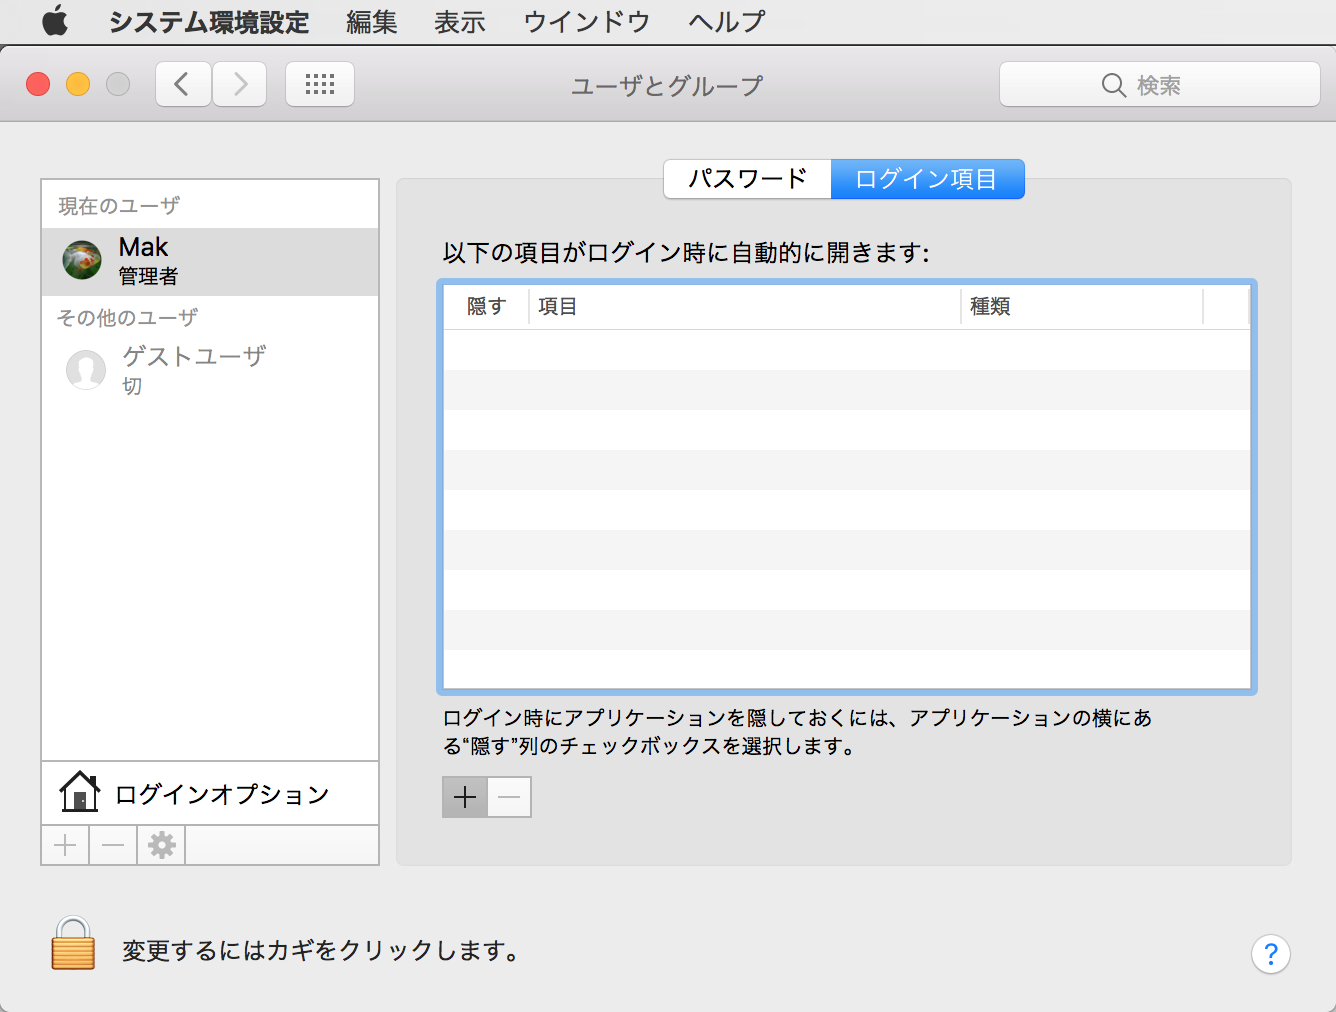 システム環境設定 編集 表示 ウインドウ ヘルプ
ユーザとグループ
検索
現在のユーザ
Mak
管理者
その他のユーザ
ゲストユーザ
切
ログインオプション
パスワード ログイン項目
以下の項目がログイン時に自動的に開きます:
隠す 項目 種類
ログイン時にアプリケーションを隠しておくには、アプリケーションの横にあ
る“隠す”列のチェックボックスを選択します。
変更するにはカギをクリックします。
?